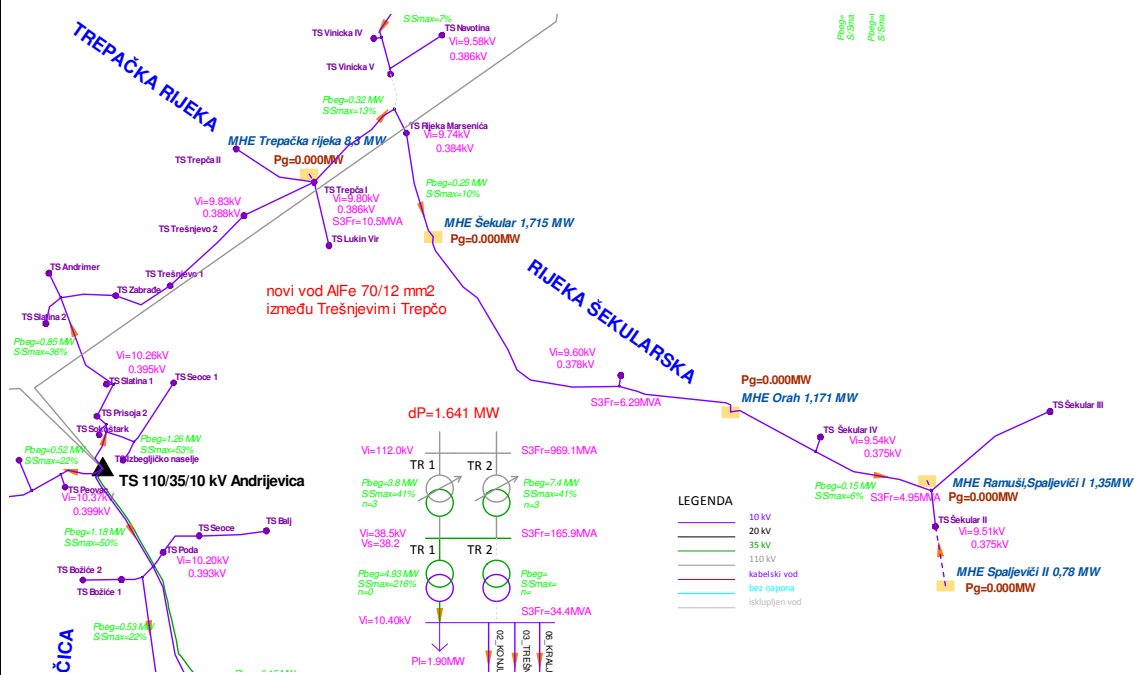 S/Smax=7%
TS Vinicka IV
TS Navotina
Vi=9.58kV
0.386kV
TS Vinicka V
TREPAČKA RIJEKA
Pbeg=0.32 MW
S/Smax=13%
TS Rijeka Marsenića
Vi=9.74kV
0.384kV
MHE Trepačka rijeka 8,3 MW
Pg=0.000MW
TS Trepča II
TS Trepča I
Vi=9.80kV
0.386kV
S3Fr=10.5MVA
Vi=9.83kV
0.388kV
TS Trešnjevo 2
TS Lukin Vir
Pbeg=0.25 MW
S/Smax=10%
MHE Šekular 1,715 MW
Pg=0.000MW
RIJEKA ŠEKULARSKA
TS Andrimer
TS Trešnjevo 1
TS Zabrađe
TS Slatina 2
novi vod AlFe 70/12 mm2
između Trešnjevim i Trepčo
Pbeg=0.85 MW
S/Smax=36%
Vi=10.26kV
0.395kV
TS Slatina 1
TS Seoce 1
TS Prisoja 2
TS Sokoštark
Pbeg=1.26 MW
S/Smax=53%
TS Izbegličko naselje
Pbeg=0.52 MW
S/Smax=22%
TS Peovac
Vi=10.37kV
0.399kV
TS 110/35/10 kV Andrijevica
Pbeg=1.18 MW
S/Smax=50%
TS Seoce
TS Balj
TS Poda
Vi=10.20kV
0.393kV
TS Božiće 2
TS Božiće 1
Pbeg=0.53 MW
S/Smax=22%
ČICA
Vi=9.60kV
0.378kV
S3Fr=6.29MVA
Pg=0.000MW
MHE Orah 1,171 MW
TS Šekular III
TS Šekular IV
Vi=9.54kV
0.375kV
Pbeg=0.15 MW
S/Smax=6%
S3Fr=4.95MVA
MHE Ramuši,Spaljevići I 1,35MW
Pg=0.000MW
TS Šekular II
Vi=9.51kV
0.375kV
MHE Spaljevići II 0,78 MW
Pg=0.000MW
dP=1.641 MW
Vi=112.0kV
S3Fr=969.1MVA
TR 1
TR 2
Pbeg=3.8 MW
S/Smax=41%
n=3
Pbeg=7.4 MW
S/Smax=41%
n=3
Vi=38.5kV
Vs=38.2
S3Fr=165.9MVA
TR 1
TR 2
Pbeg=4.93 MW
S/Smax=216%
n=0
Pbeg=
S/Smax=
n=
S3Fr=34.4MVA
Vi=10.40kV
Pl=1.90MW
LEGENDA
10 kV
20 kV
35 kV
110 kV
kabelski vod
bez napona
isklupljen vod